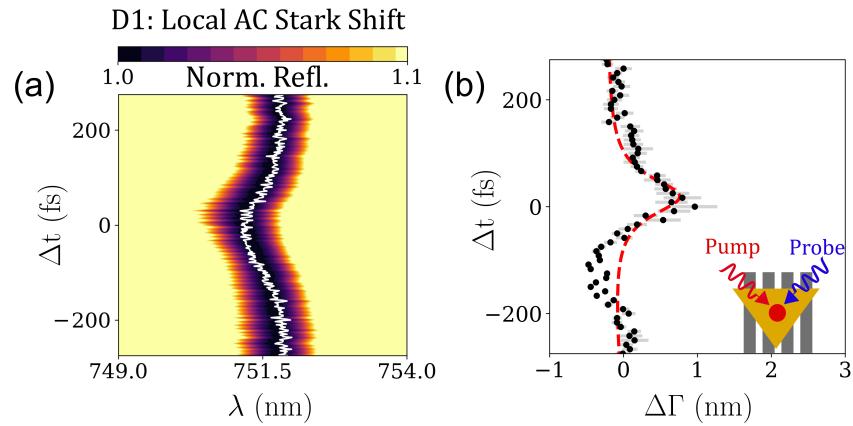 D1: Local AC Stark Shift
1.0 Norm. Refl. 1.1
(a)
200
0
−200
Δt (fs)
749.0 751.5 754.0
λ (nm)
(b)
200
0
−200
Δt (fs)
Pump Probe
−1 0 1 2 3
ΔΓ (nm)